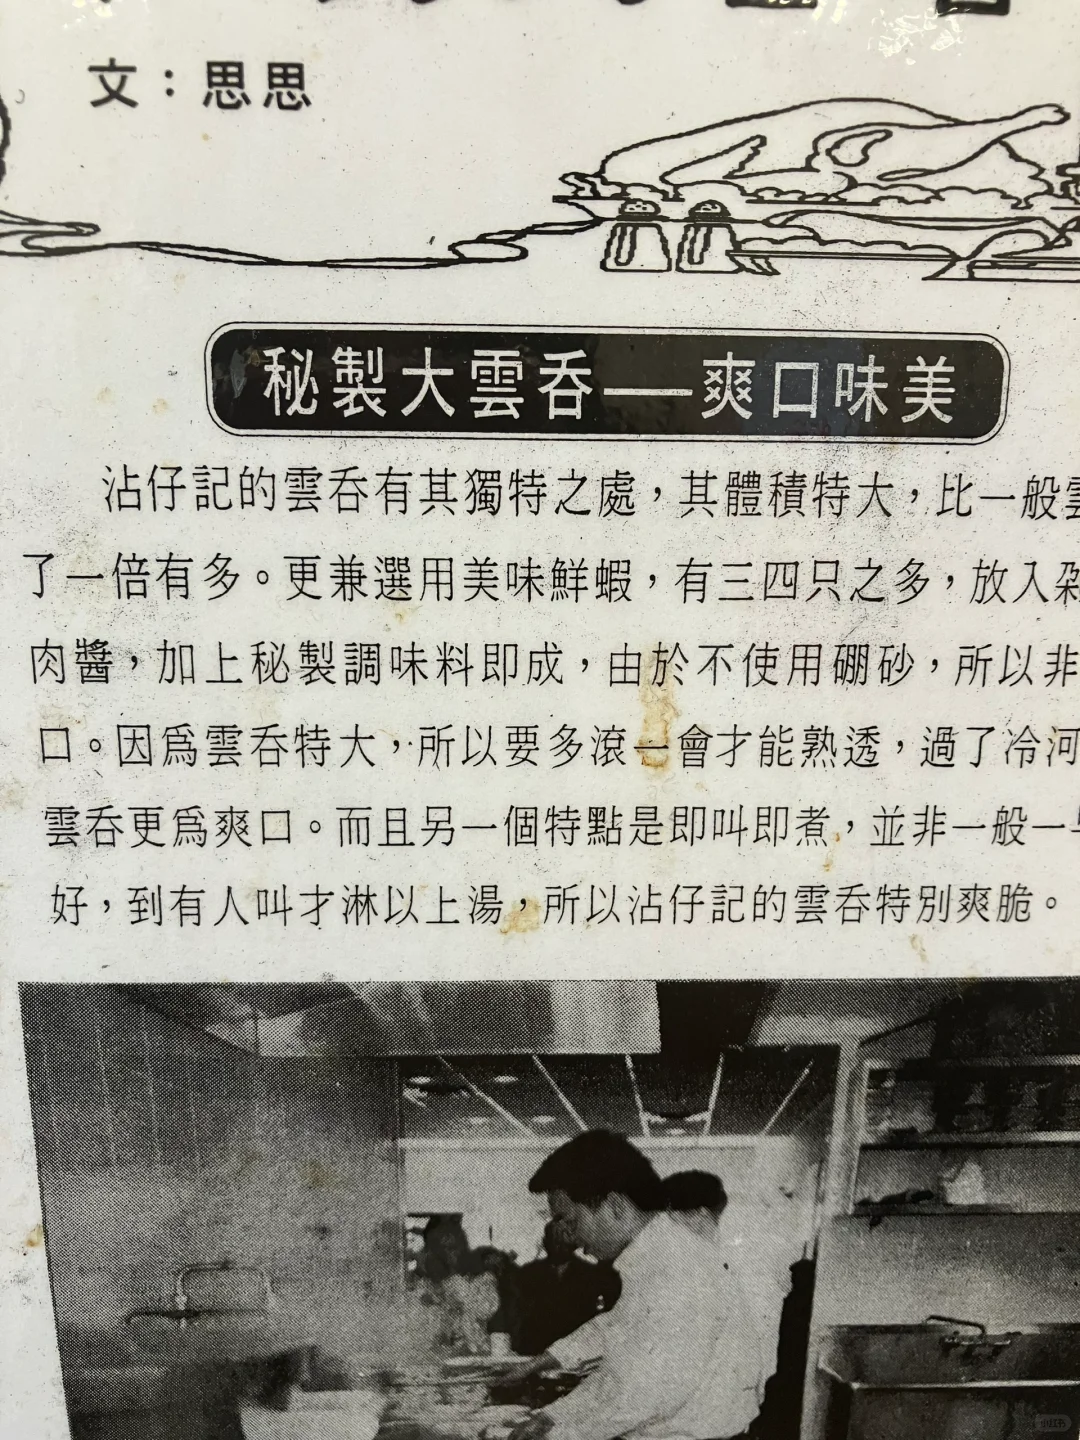 文：思思
秘製大雲吞──爽口味美
沾仔記的雲吞有其獨特之處，其體積特大，比一般雲
了一倍有多。更兼選用美味鮮蝦，有三四只之多，放入
肉醬，加上秘製調味料即成，由於不使用硼砂，所以非
口。因爲雲吞特大，所以要多滾一會才能熟透，過了冷河
雲吞更爲爽口。而且另一個特點是即叫即煮，並非一般一
好，到有人叫才淋以上湯，所以沾仔記的雲吞特別爽脆。